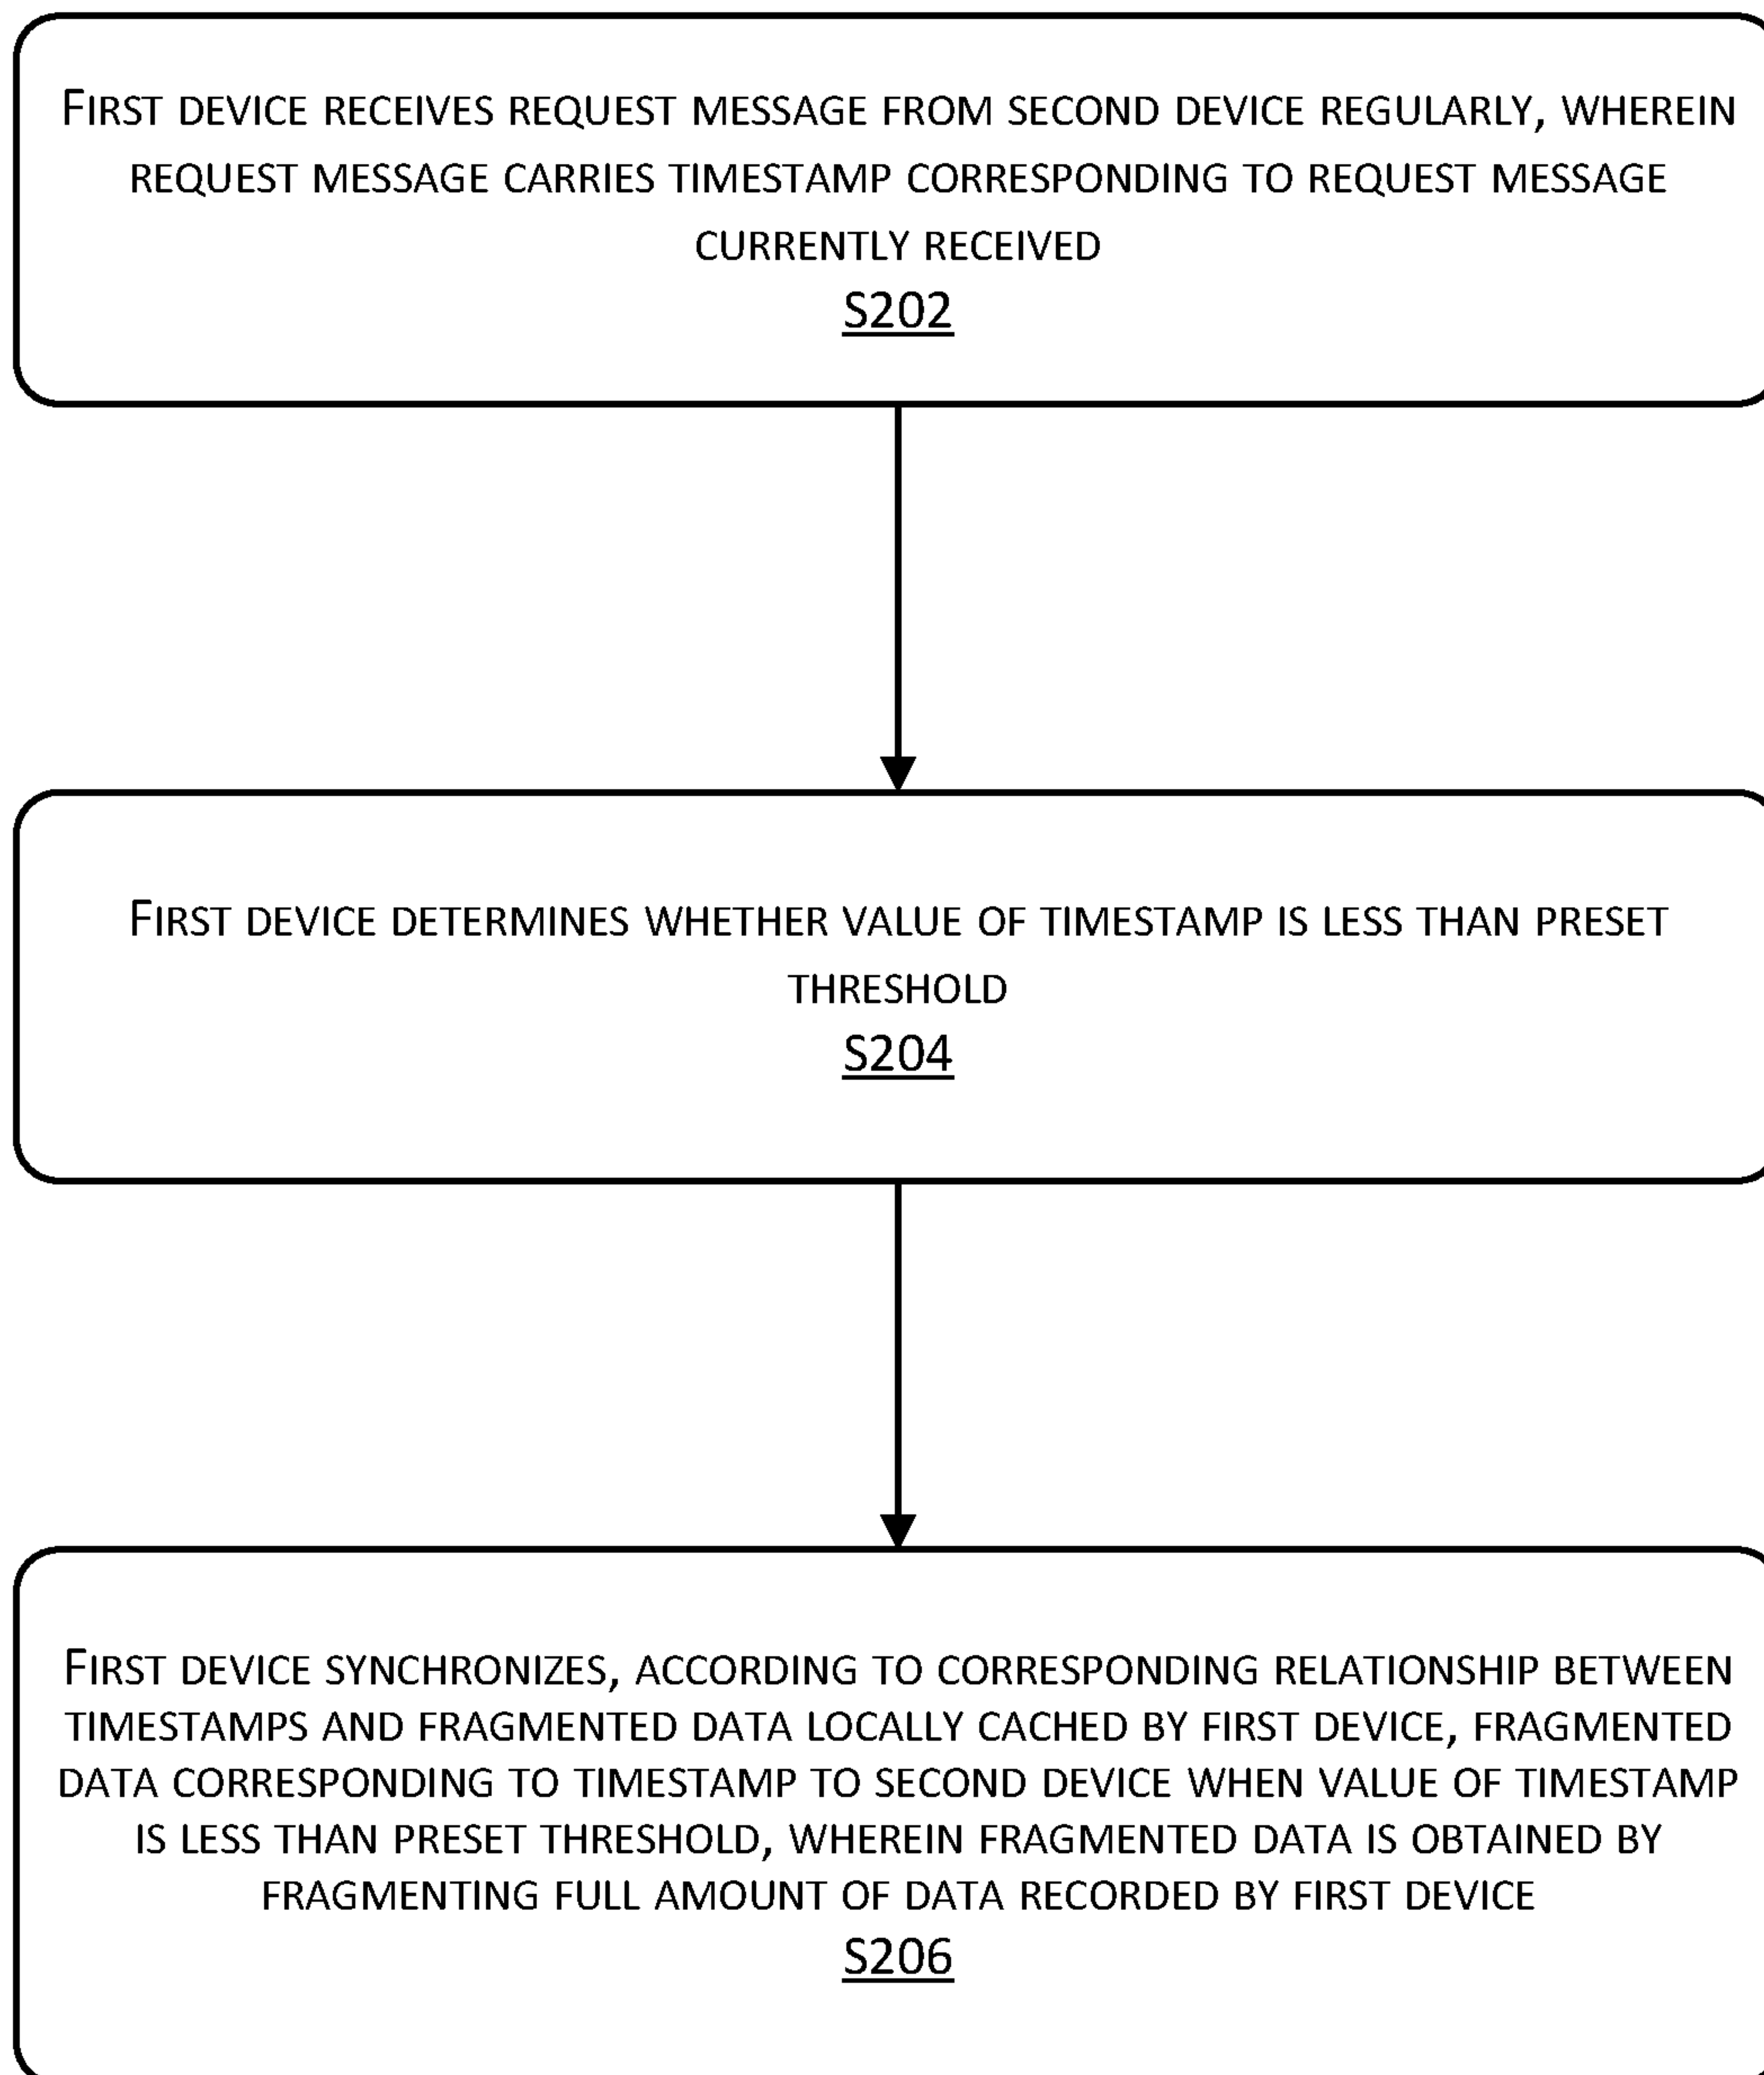 FIRST DEVICE RECEIVES REQUEST MESSAGE FROM SECOND DEVICE REGULARLY, WHEREIN
REQUEST MESSAGE CARRIES TIMESTAMP CORRESPONDING TO REQUEST MESSAGE
CURRENTLY RECEIVED
S202
FIRST DEVICE DETERMINES WHETHER VALUE OF TIMESTAMP IS LESS THAN PRESET
THRESHOLD
S204
FIRST DEVICE SYNCHRONIZES, ACCORDING TO CORRESPONDING RELATIONSHIP BETWEEN
TIMESTAMPS AND FRAGMENTED DATA LOCALLY CACHED BY FIRST DEVICE, FRAGMENTED
DATA CORRESPONDING TO TIMESTAMP TO SECOND DEVICE WHEN VALUE OF TIMESTAMP
IS LESS THAN PRESET THRESHOLD, WHEREIN FRAGMENTED DATA IS OBTAINED BY
FRAGMENTING FULL AMOUNT OF DATA RECORDED BY FIRST DEVICE
S206